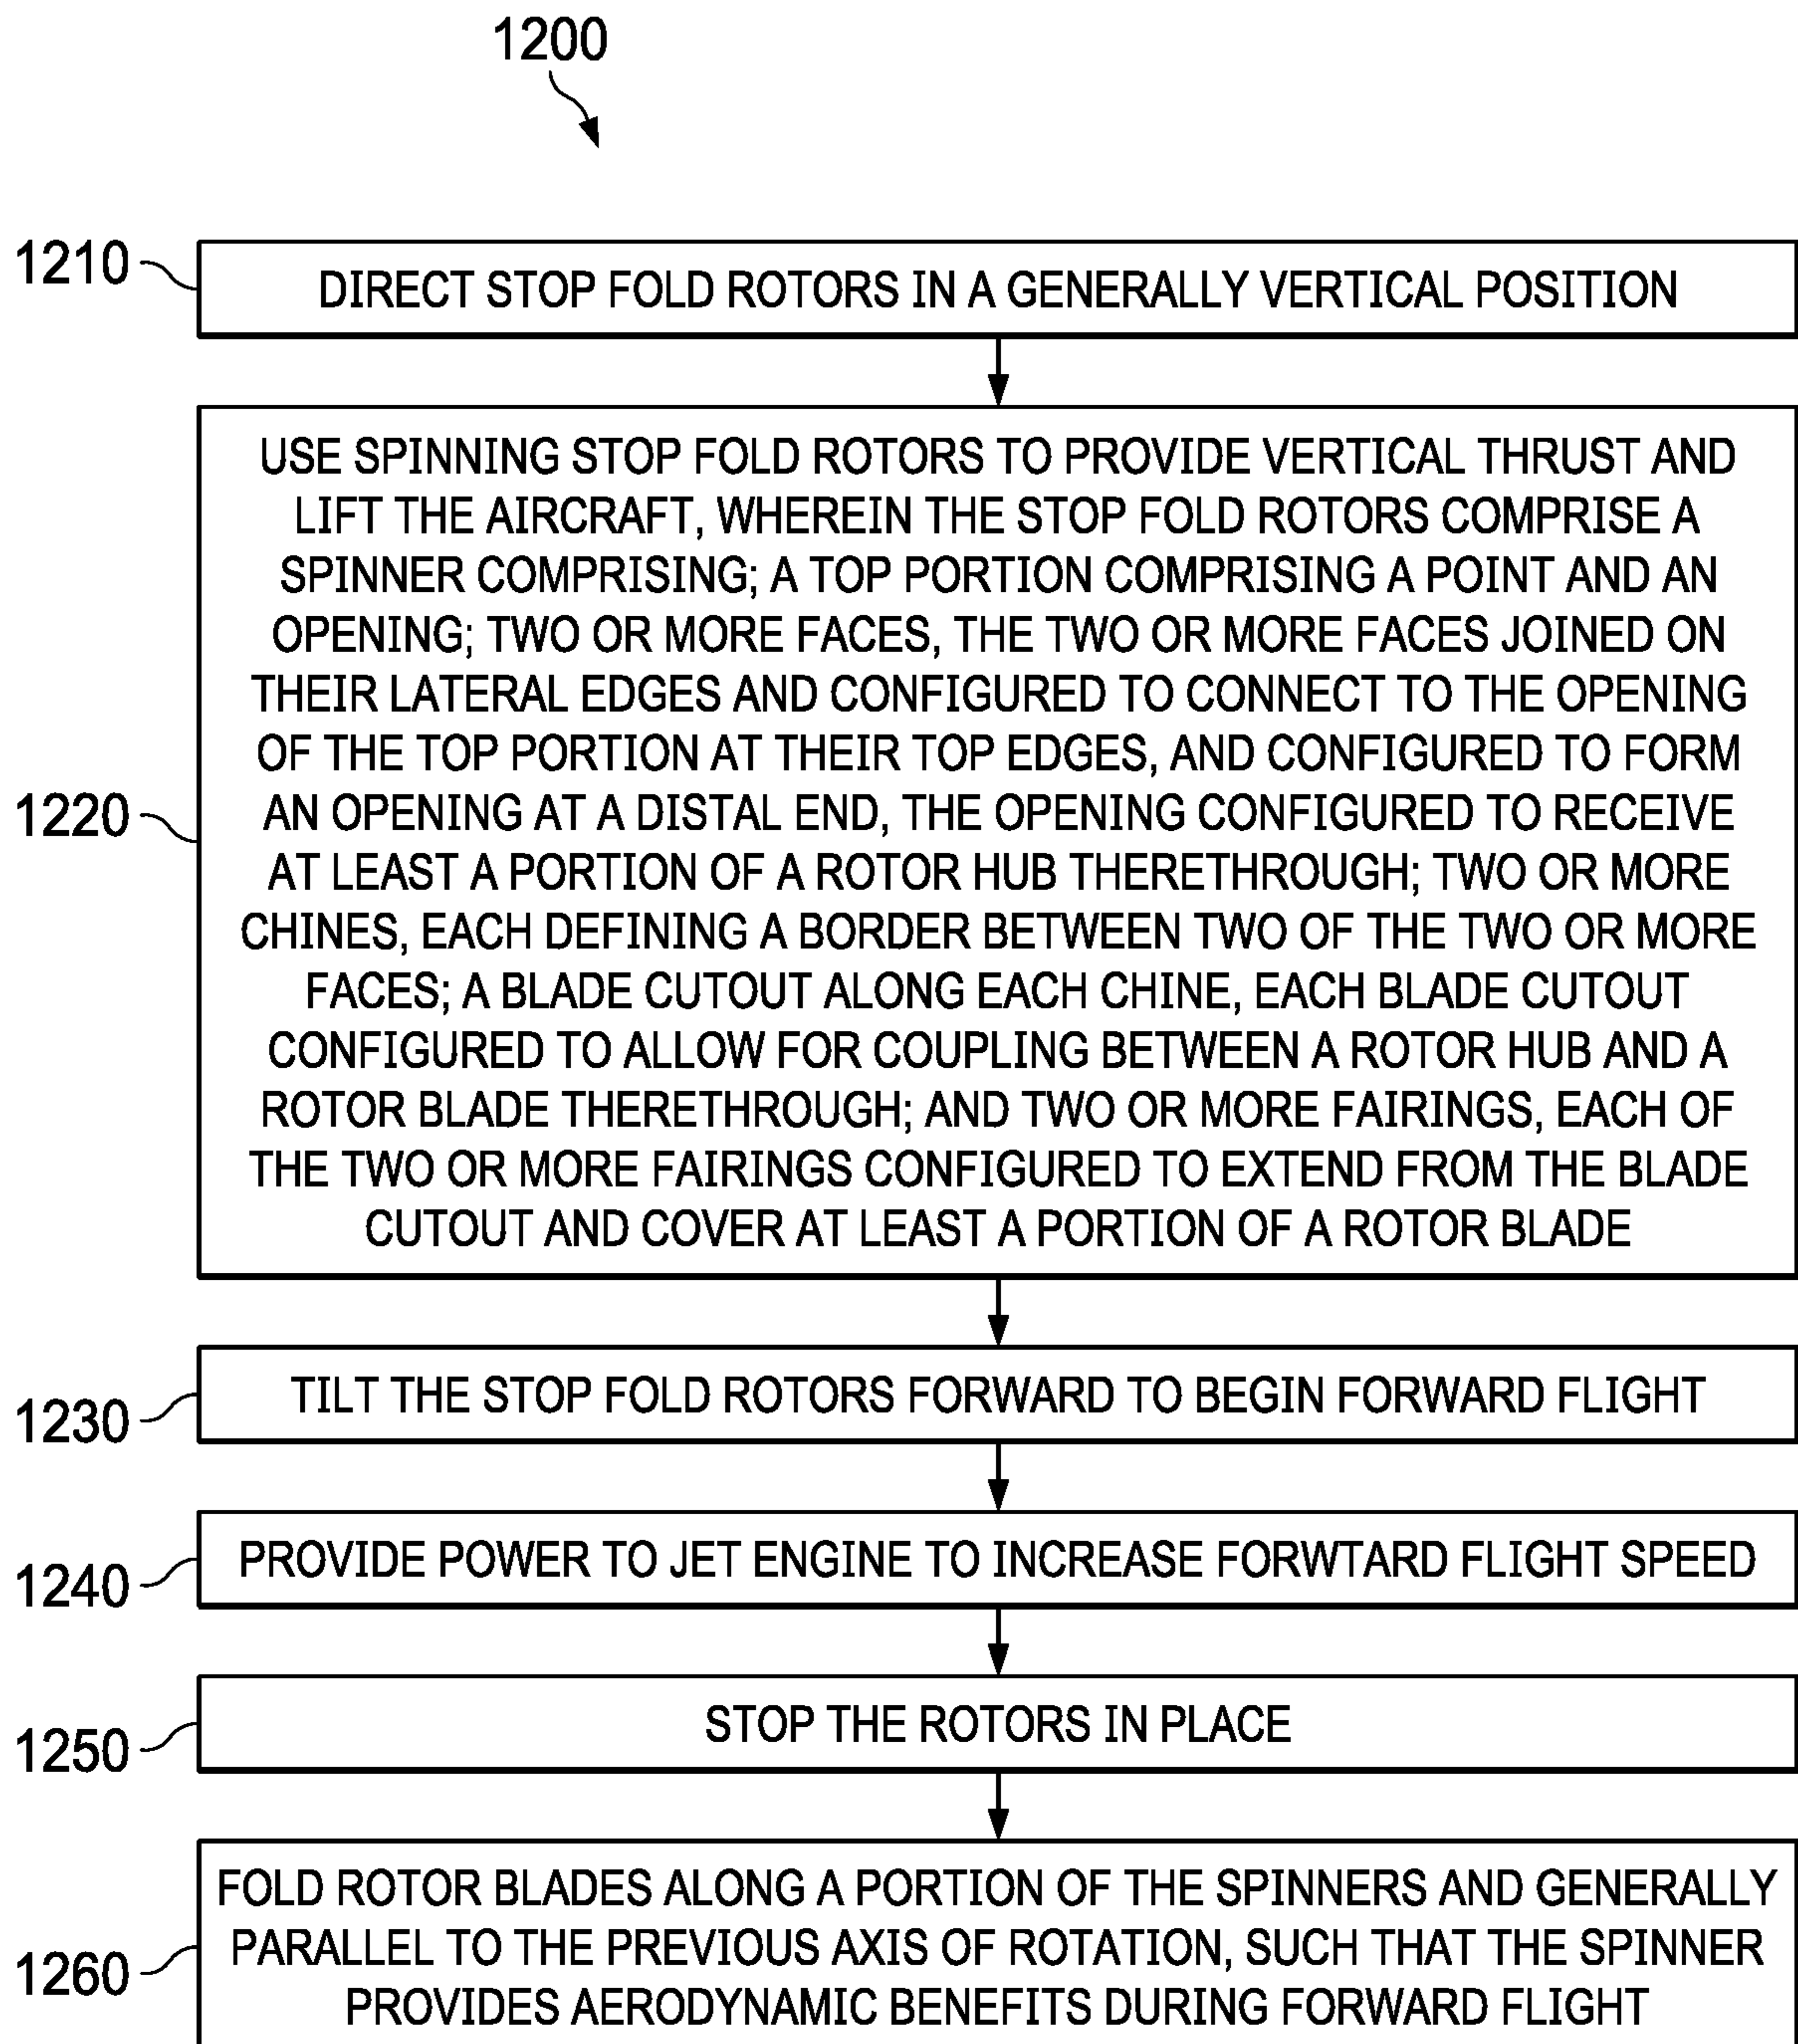 1200
1210
DIRECT STOP FOLD ROTORS IN A GENERALLY VERTICAL POSITION
1220
USE SPINNING STOP FOLD ROTORS TO PROVIDE VERTICAL THRUST AND
LIFT THE AIRCRAFT, WHEREIN THE STOP FOLD ROTORS COMPRISE A
SPINNER COMPRISING; A TOP PORTION COMPRISING A POINT AND AN
OPENING; TWO OR MORE FACES, THE TWO OR MORE FACES JOINED ON
THEIR LATERAL EDGES AND CONFIGURED TO CONNECT TO THE OPENING
OF THE TOP PORTION AT THEIR TOP EDGES, AND CONFIGURED TO FORM
AN OPENING AT A DISTAL END, THE OPENING CONFIGURED TO RECEIVE
AT LEAST A PORTION OF A ROTOR HUB THERETHROUGH; TWO OR MORE
CHINES, EACH DEFINING A BORDER BETWEEN TWO OF THE TWO OR MORE
FACES; A BLADE CUTOUT ALONG EACH CHINE, EACH BLADE CUTOUT
CONFIGURED TO ALLOW FOR COUPLING BETWEEN A ROTOR HUB AND A
ROTOR BLADE THERETHROUGH; AND TWO OR MORE FAIRINGS, EACH OF
THE TWO OR MORE FAIRINGS CONFIGURED TO EXTEND FROM THE BLADE
CUTOUT AND COVER AT LEAST A PORTION OF A ROTOR BLADE
1230
TILT THE STOP FOLD ROTORS FORWARD TO BEGIN FORWARD FLIGHT
1240
PROVIDE POWER TO JET ENGINE TO INCREASE FORWTARD FLIGHT SPEED
1250
STOP THE ROTORS IN PLACE
1260
FOLD ROTOR BLADES ALONG A PORTION OF THE SPINNERS AND GENERALLY
PARALLEL TO THE PREVIOUS AXIS OF ROTATION, SUCH THAT THE SPINNER
PROVIDES AERODYNAMIC BENEFITS DURING FORWARD FLIGHT